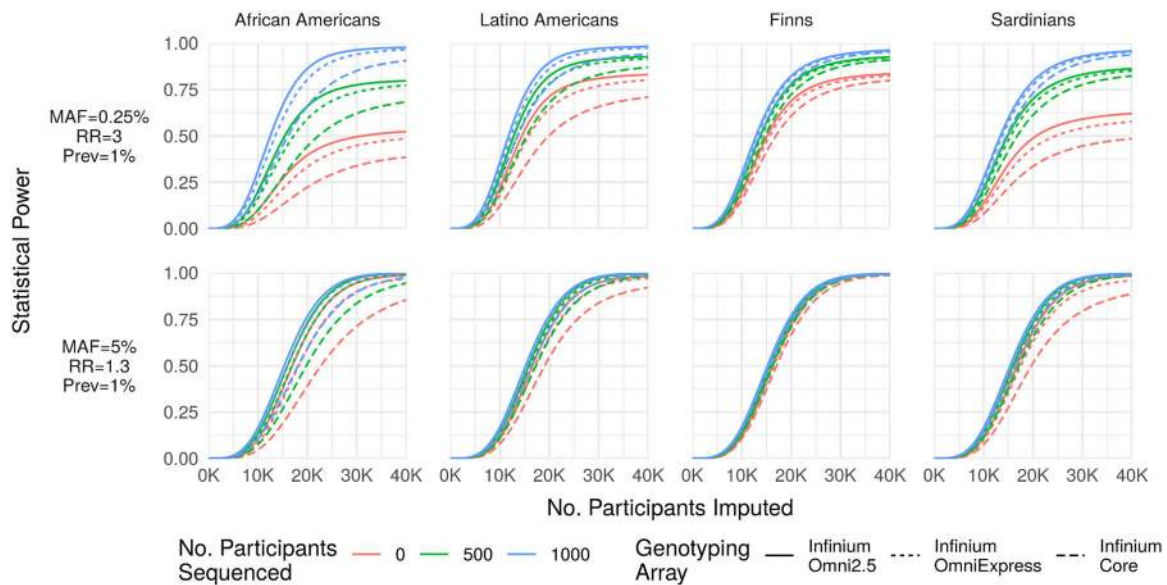 African Americans
Latino Americans
Finns
Sardinians
Statistical Power
MAF=0.25%
RR=3
Prev=1%
1.00
0.75
0.50
0.25
0.00
MAF=5%
RR=1.3
Prev=1%
1.00
0.75
0.50
0.25
0.00
0K 10K 20K 30K 40K
0K 10K 20K 30K 40K
0K 10K 20K 30K 40K
0K 10K 20K 30K 40K
No. Participants Imputed
No. Participants
Sequenced
0
500
1000
Genotyping
Array
Infinium
Omni2.5
Infinium
OmniExpress
Infinium
Core